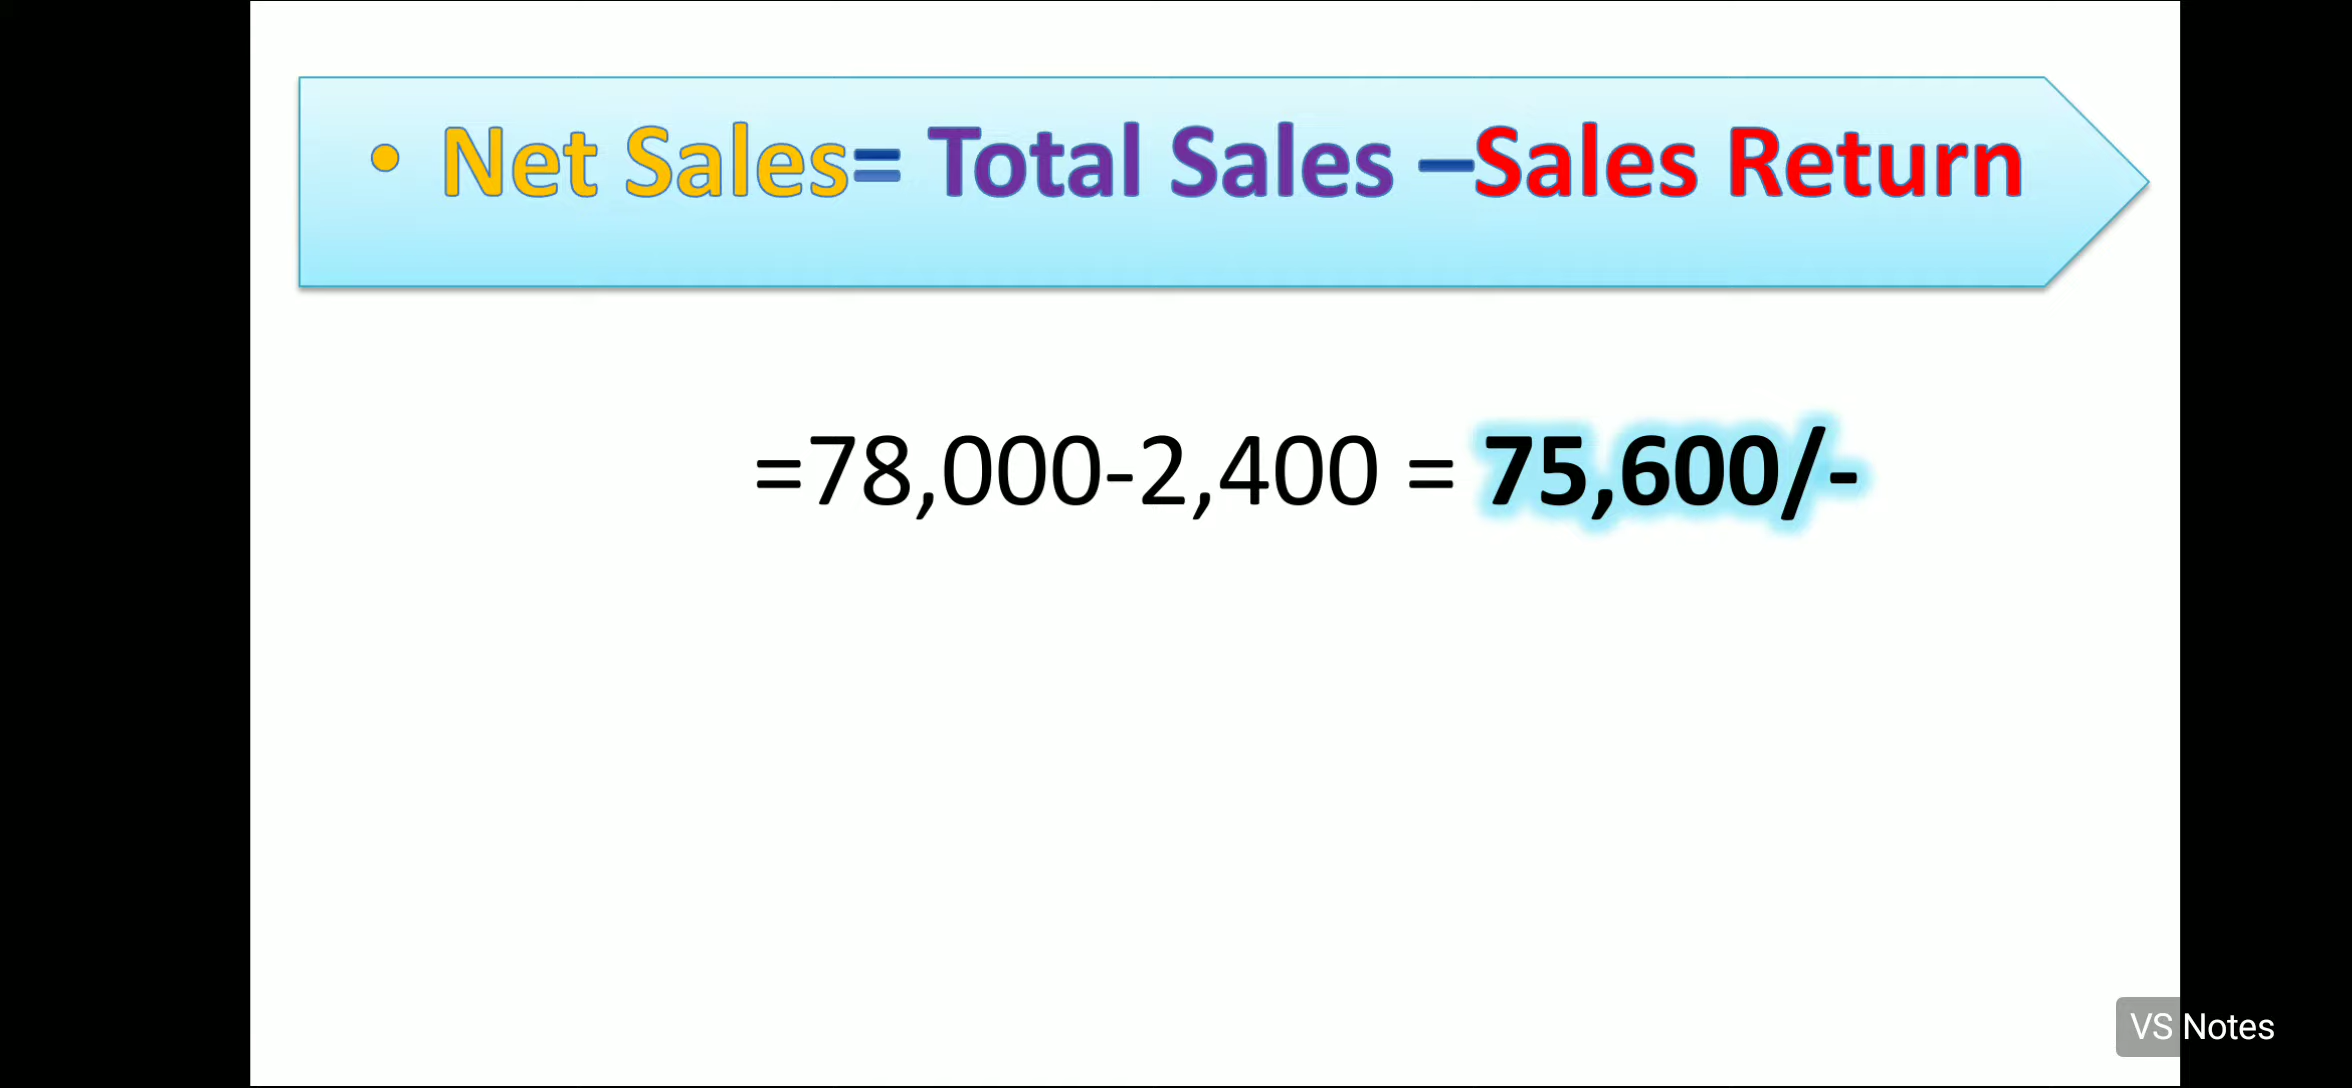 • Net Sales= Total Sales –Sales Return
=78,000-2,400 = 75,600/-
VS Notes